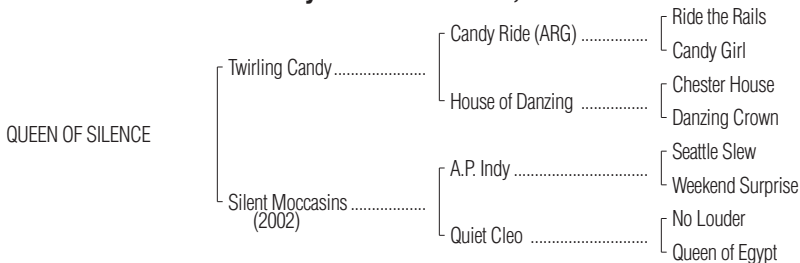 Ride the Rails
Candy Ride (ARG) ................
Candy Girl
Twirling Candy......................
Chester House
House of Danzing ................
Danzing Crown
QUEEN OF SILENCE
Seattle Slew
A.P. Indy ................................
Weekend Surprise
Silent Moccasins ..................
(2002)
No Louder
Quiet Cleo ............................
Queen of Egypt